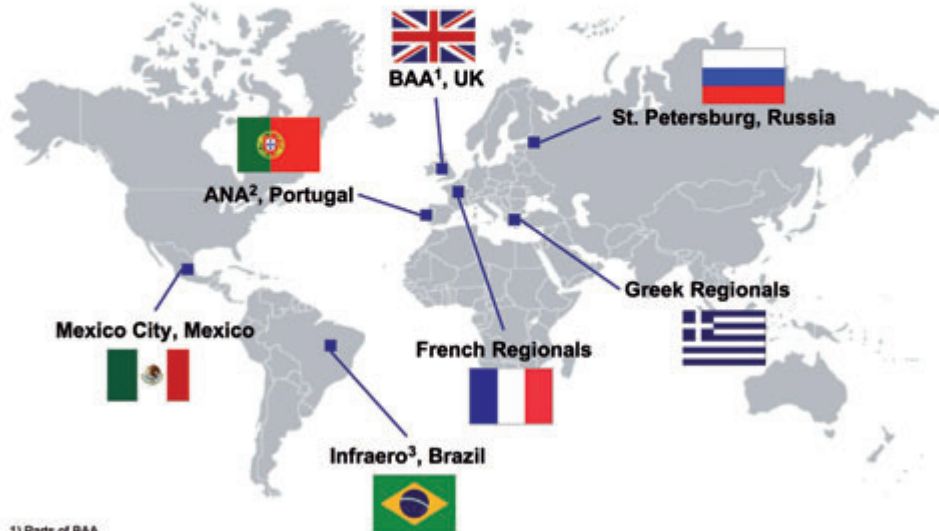 BAA¹, UK
St. Petersburg, Russia
ANA², Portugal
Greek Regionals
Mexico City, Mexico
French Regionals
Infraero³, Brazil
1) Parts of BAA